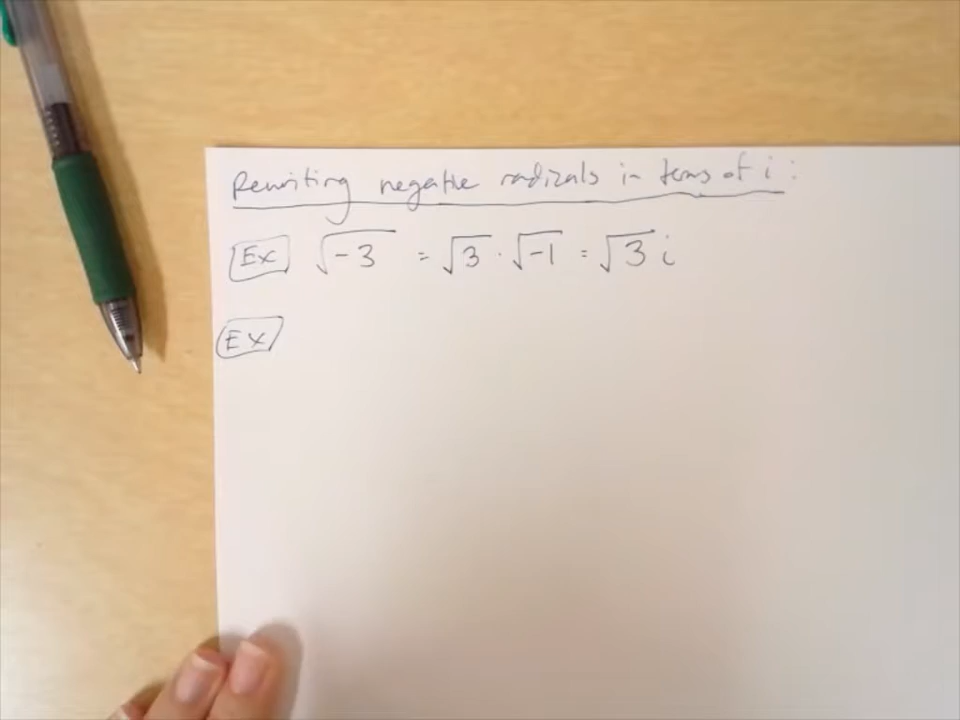 Rewriting negative radicals in terms of i :
Ex √-3 = √3 · √-1 = √3 i
Ex